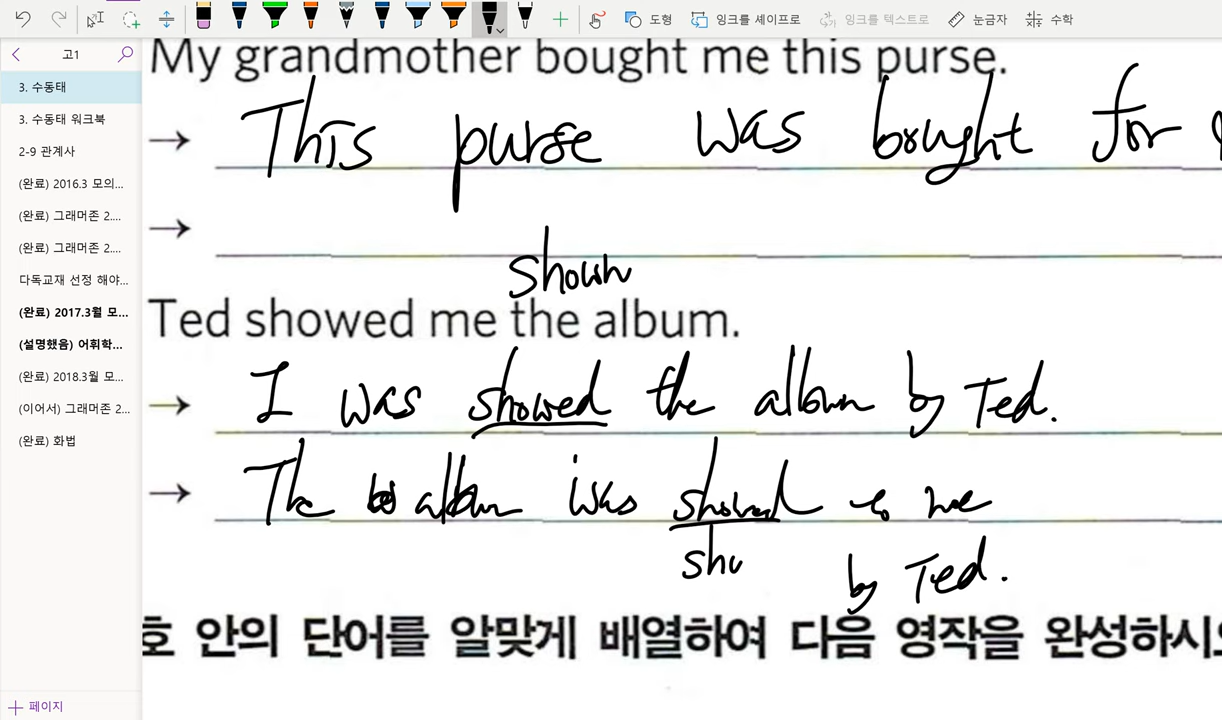 도형 잉크를 셰이프로 잉크를 텍스트로 눈금자 수학
고1
3. 수동태
3. 수동태 워크북
2-9 관계사
(완료) 2016.3 모의...
(완료) 그래머존 2....
(완료) 그래머존 2....
다독교재 선정 해야...
(완료) 2017.3월 모...
(설명했음) 어휘학...
(완료) 2018.3월 모...
(이어서) 그래머존 2...
(완료) 화법
페이지
My grandmother bought me this purse.
→ This purse was bought for
→
shown
Ted showed me the album.
→ I was showed the album by Ted.
→ The album was showed to me
sho
by Ted.
호 안의 단어를 알맞게 배열하여 다음 영작을 완성하시오